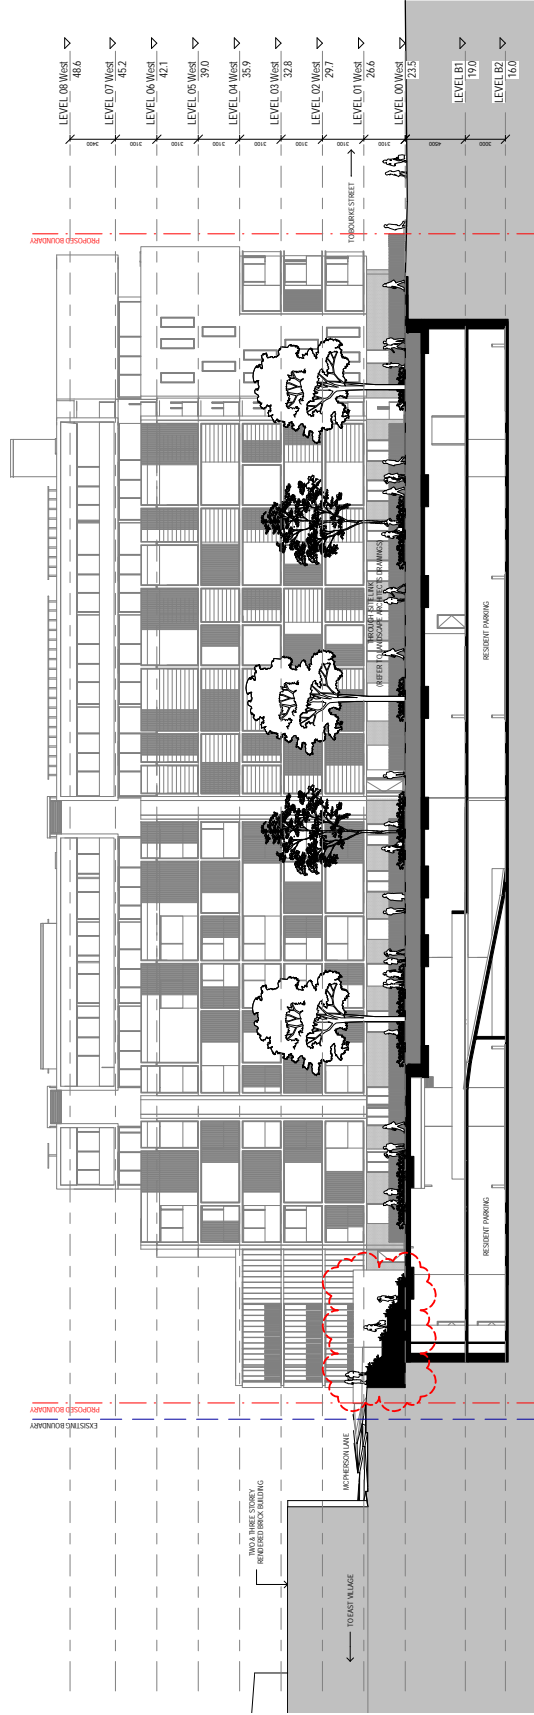 LEVEL 08 West
48.6
LEVEL 07 West
45.2
LEVEL 06 West
42.1
LEVEL 05 West
39.0
LEVEL 04 West
35.9
LEVEL 03 West
32.8
LEVEL 02 West
29.7
LEVEL 01 West
26.6
LEVEL 00 West
23.5
LEVEL B1
19.0
LEVEL B2
16.0
3400
3100
3100
3100
3100
3100
3100
3100
4500
3000
PROPOSED BOUNDARY
TO BOURKE STREET
THROUGH-SITE LINK
(REFER TO LANDSCAPE ARCHITECTS DRAWINGS)
RESIDENT PARKING
RESIDENT PARKING
PROPOSED BOUNDARY
EXSISTING BOUNDARY
MCPHERSON LANE
TWO & THREE STOREY
RENDERED BRICK BUILDING
TO EAST VILLAGE